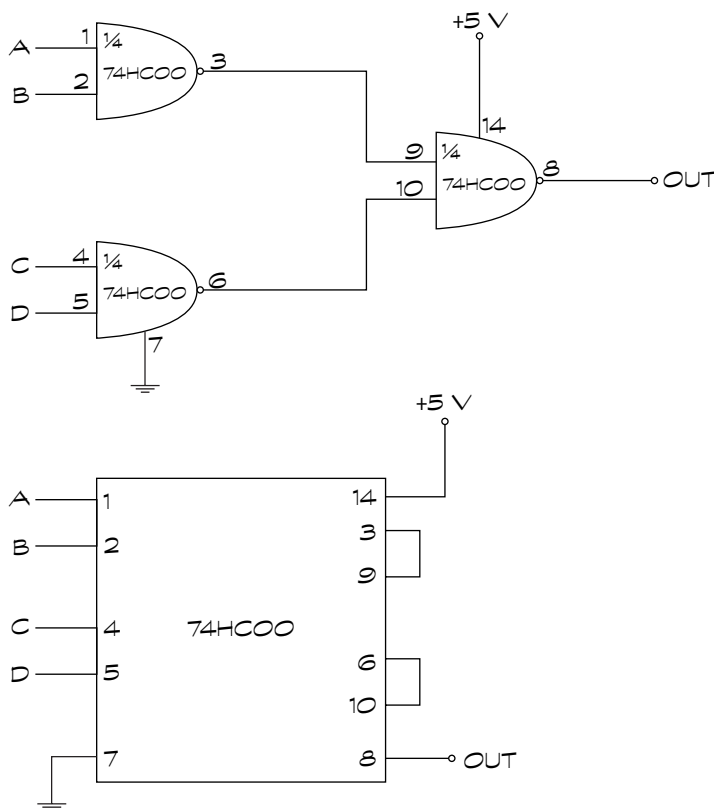 +5 V
A 1 ¼
74HC00 3
B 2
14
9 ¼
74HC00 8 OUT
10
C 4 ¼
74HC00 6
D 5
7
+5 V
A 1 14
3
B 2
9
C 4 74HC00
6
D 5
10
7 8 OUT